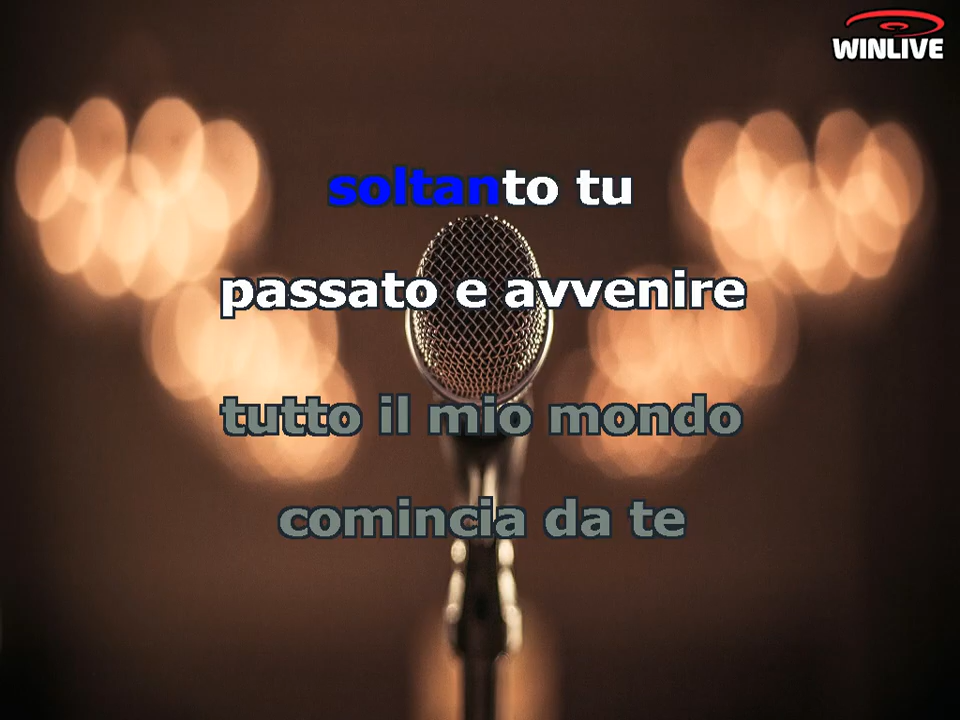 WINLIVE
soltanto tu
passato e avvenire
tutto il mio mondo
comincia da te